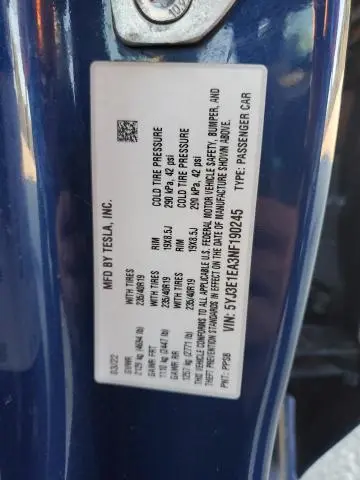 MFD BY TESLA, INC.
03/22
GVWR
2129 kg (4694 lb)
GAWR FRT WITH TIRES RIM COLD TIRE PRESSURE
1110 kg (2447 lb) 235/40R19 19X8.5J 290 kPa, 42 psi
GAWR RR WITH TIRES RIM COLD TIRE PRESSURE
1257 kg (2771 lb) 235/40R19 19X8.5J 290 kPa, 42 psi
THIS VEHICLE CONFORMS TO ALL APPLICABLE U.S. FEDERAL MOTOR VEHICLE SAFETY, BUMPER, AND
THEFT PREVENTION STANDARDS IN EFFECT ON THE DATE OF MANUFACTURE SHOWN ABOVE.
VIN: 5YJ3E1EA3NF190245
PNT: PPSB TYPE: PASSENGER CAR